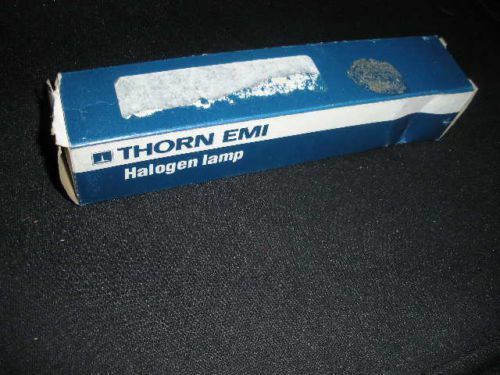 THORN EMI
Halogen lamp